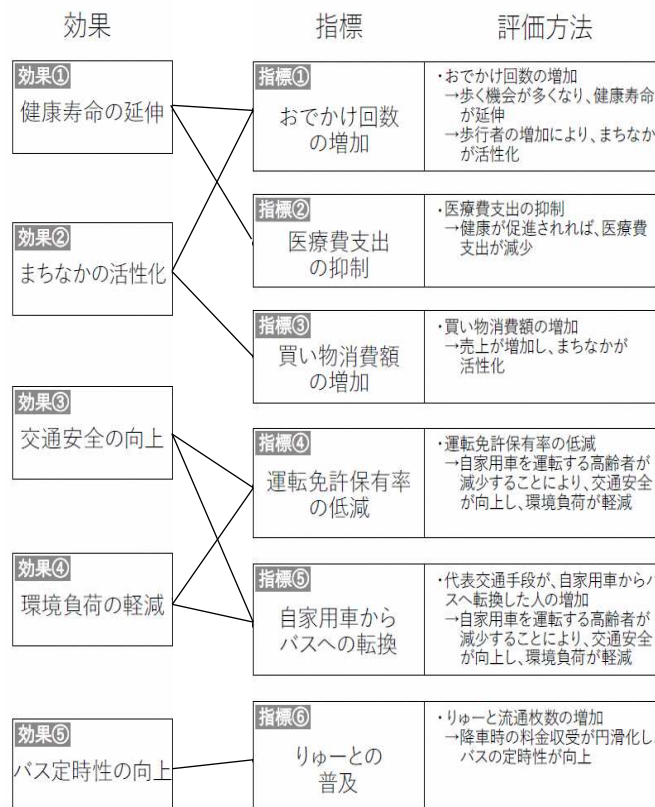 効果
指標
評価方法
効果①
健康寿命の延伸
効果②
まちなかの活性化
効果③
交通安全の向上
効果④
環境負荷の軽減
効果⑤
バス定時性の向上
指標①
おでかけ回数
の増加
・おでかけ回数の増加
→歩く機会が多くなり、健康寿命
が延伸
→歩行者の増加により、まちなか
が活性化
指標②
医療費支出
の抑制
・医療費支出の抑制
→健康が促進されれば、医療費
支出が減少
指標③
買い物消費額
の増加
・買い物消費額の増加
→売上が増加し、まちなかが
活性化
指標④
運転免許保有率
の低減
・運転免許保有率の低減
→自家用車を運転する高齢者が
減少することにより、交通安全
が向上し、環境負荷が軽減
指標⑤
自家用車から
バスへの転換
・代表交通手段が、自家用車からバ
スへ転換した人の増加
→自家用車を運転する高齢者が
減少することにより、交通安全
が向上し、環境負荷が軽減
指標⑥
りゅーとの
普及
・りゅーと流通枚数の増加
→降車時の料金収受が円滑化し、
バスの定時性が向上